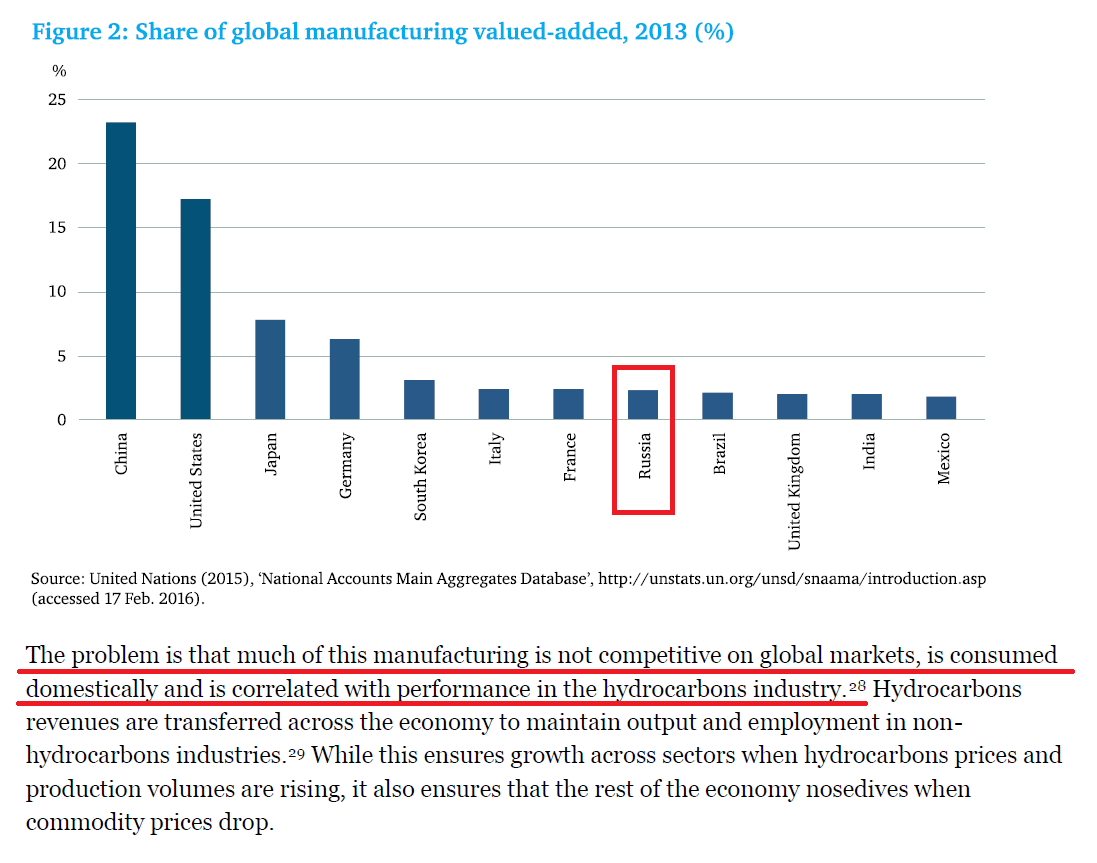 Figure 2: Share of global manufacturing valued-added, 2013 (%)
%
25
20
15
10
5
0
China
United States
Japan
Germany
South Korea
Italy
France
Russia
Brazil
United Kingdom
India
Mexico
Source: United Nations (2015), ‘National Accounts Main Aggregates Database’, http://unstats.un.org/unsd/snaama/introduction.asp
(accessed 17 Feb. 2016).
The problem is that much of this manufacturing is not competitive on global markets, is consumed
domestically and is correlated with performance in the hydrocarbons industry.²⁸ Hydrocarbons
revenues are transferred across the economy to maintain output and employment in non-
hydrocarbons industries.²⁹ While this ensures growth across sectors when hydrocarbons prices and
production volumes are rising, it also ensures that the rest of the economy nosedives when
commodity prices drop.